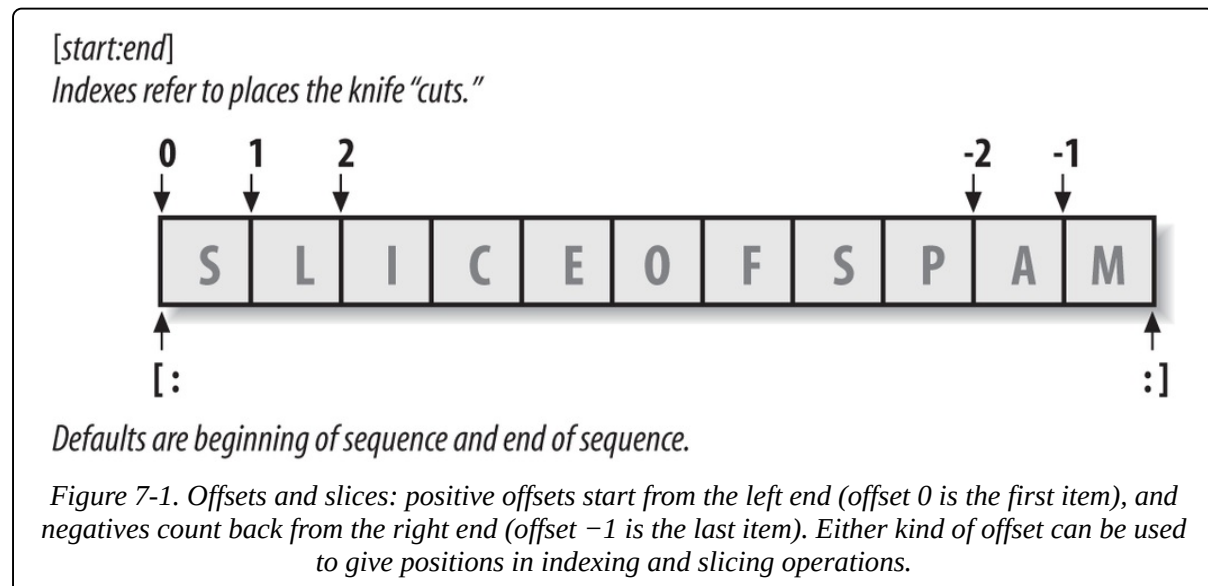 [start:end]
Indexes refer to places the knife “cuts.”
0 1 2 -2 -1
S L I C E O F S P A M
[: :]
Defaults are beginning of sequence and end of sequence.
Figure 7-1. Offsets and slices: positive offsets start from the left end (offset 0 is the first item), and
negatives count back from the right end (offset −1 is the last item). Either kind of offset can be used
to give positions in indexing and slicing operations.